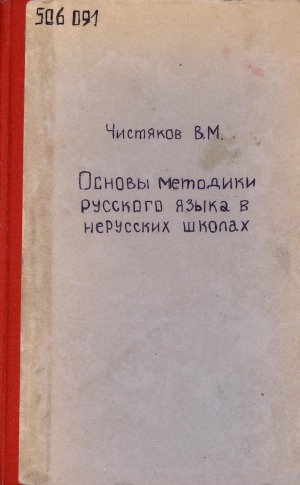 506 091
Чистяков В.М.
Основы методики
русского языка в
нерусских школах